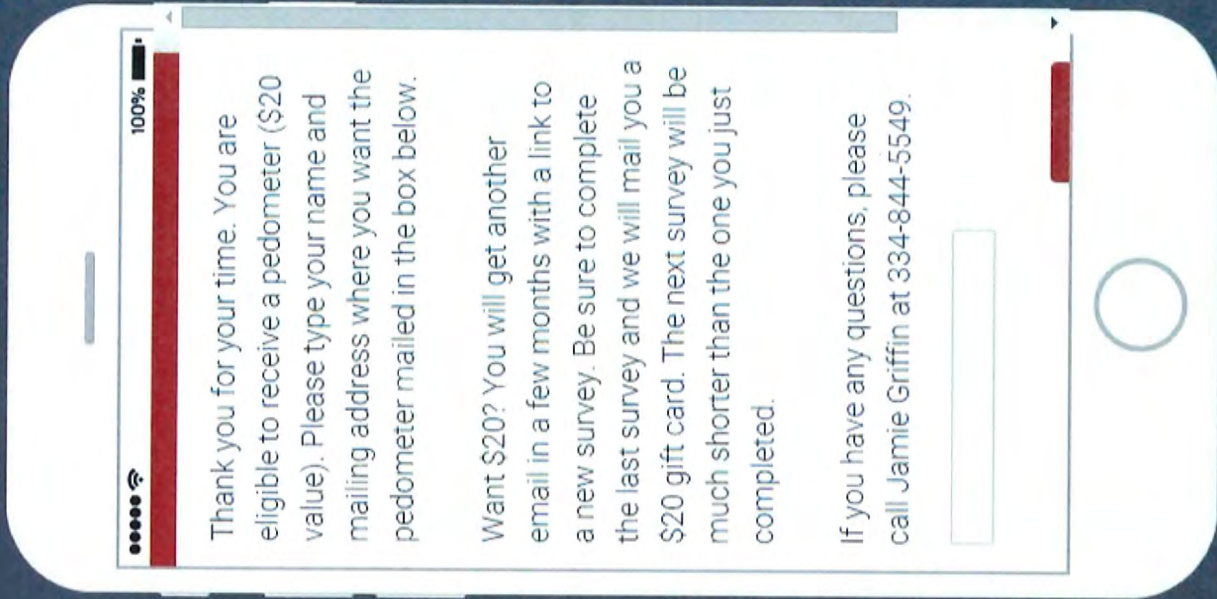 100%
Thank you for your time. You are
eligible to receive a pedometer ($20
value). Please type your name and
mailing address where you want the
pedometer mailed in the box below.
Want $20? You will get another
email in a few months with a link to
a new survey. Be sure to complete
the last survey and we will mail you a
$20 gift card. The next survey will be
much shorter than the one you just
completed.
If you have any questions, please
call Jamie Griffin at 334-844-5549.